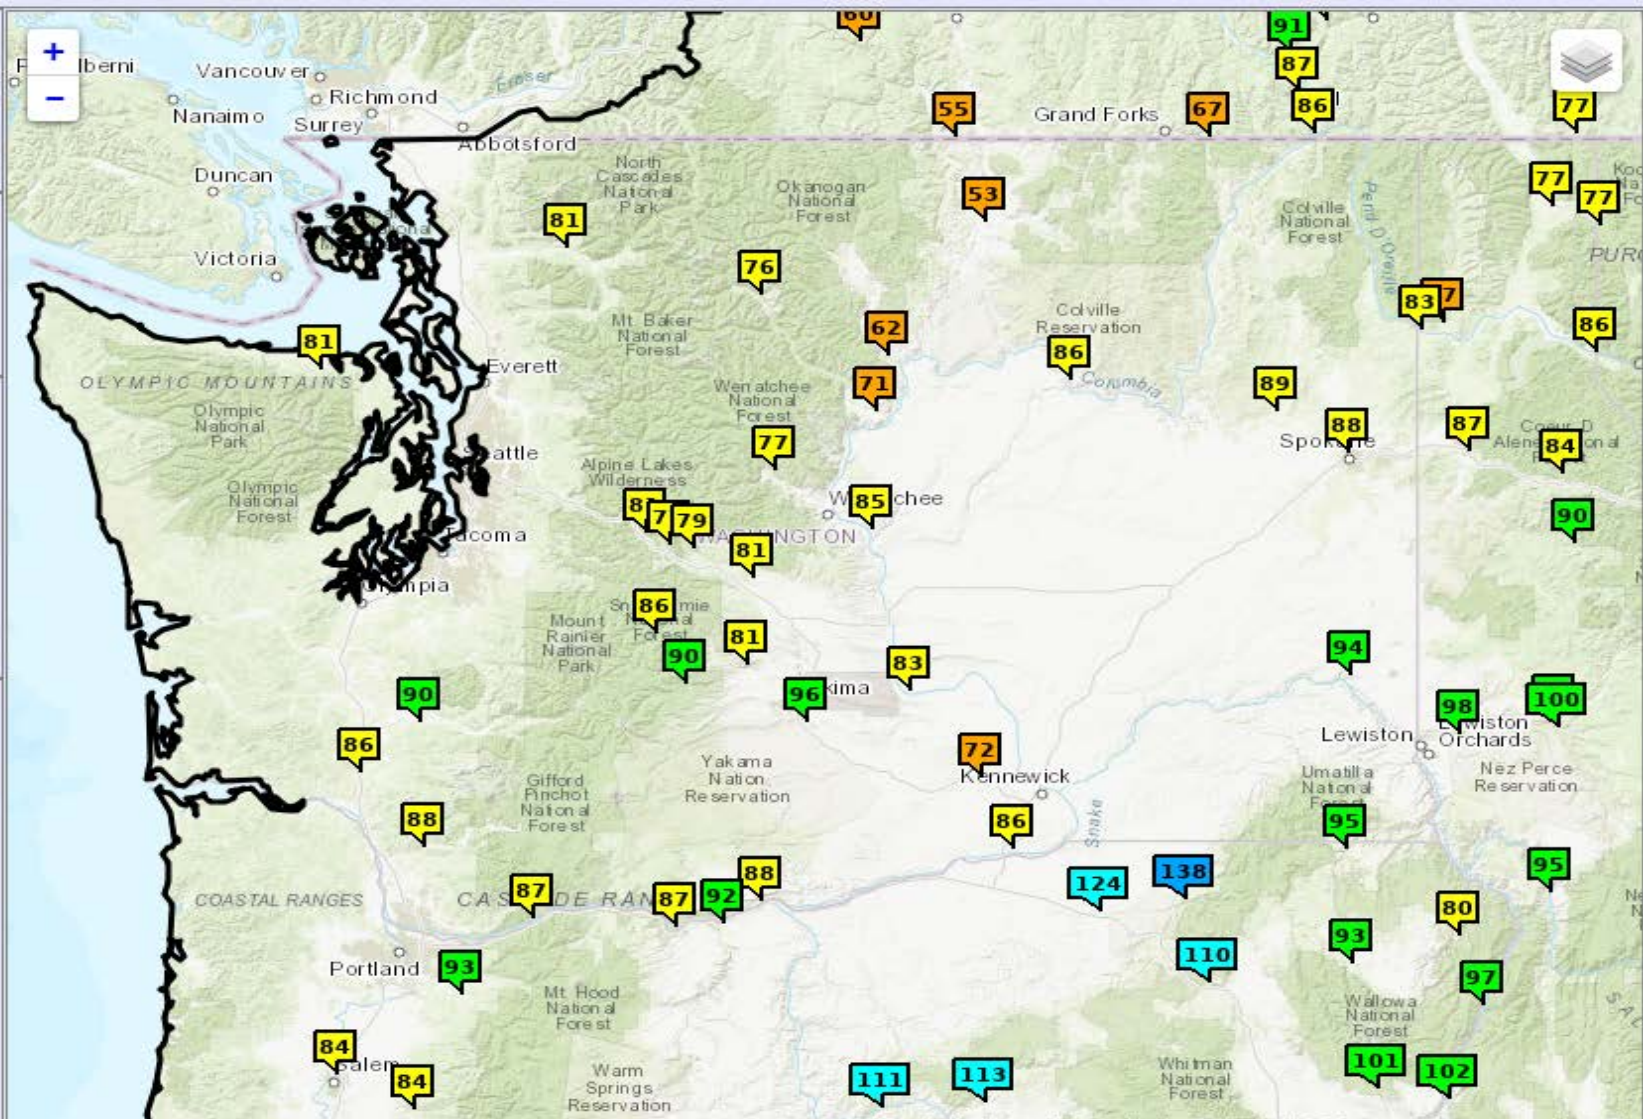 +
−
60
91
87
86
77
Vancouver
Richmond
Fraser
Nanaimo
Surrey
Abbotsford
55
Grand Forks
67
Duncan
North
Cascades
National
Park
Okanogan
National
Forest
53
Colville
National
Forest
77
77
81
Victoria
76
83
86
81
Mt. Baker
National
Forest
62
Colville
Reservation
86
Columbia
Everett
OLYMPIC MOUNTAINS
Olympic
National
Park
Wenatchee
National
Forest
71
89
88
87
84
77
Alpine Lakes
Wilderness
Olympic
National
Forest
79
85
90
81
86
Mount
Rainier
National
Park
90
81
83
94
90
96
98
100
86
Yakama
Nation
Reservation
72
Kennewick
Lewiston
Orchards
Nez Perce
Reservation
Umatilla
National
Gifford
Pinchot
National
Forest
88
86
Snake
95
COASTAL RANGES
87
87
92
88
124
138
95
80
Portland
93
110
93
97
Mt. Hood
National
Forest
Wallowa
National
Forest
84
84
Warm
Springs
Reservation
111
113
Whitman
National
Forest
101
102